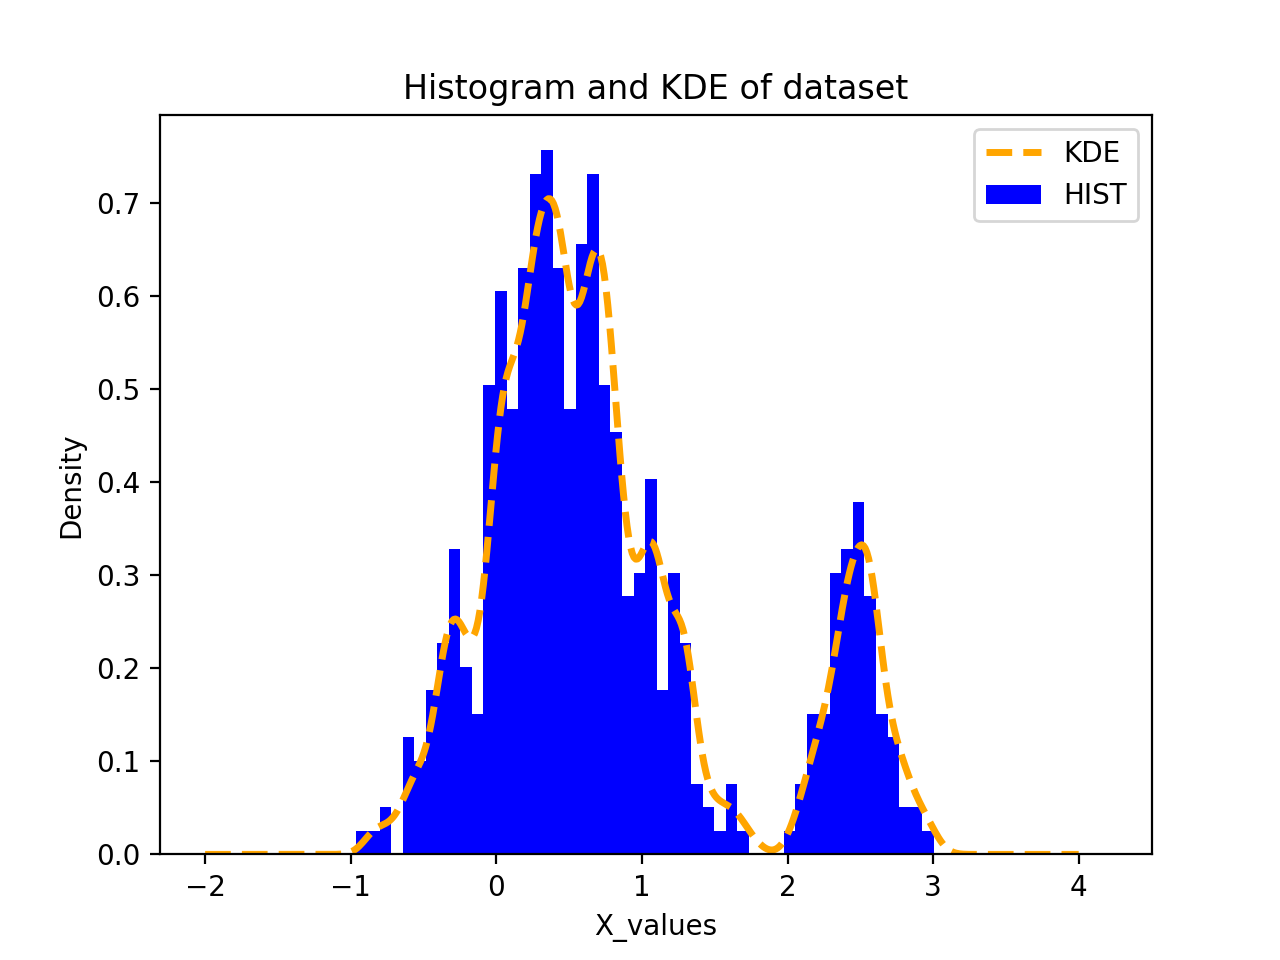 Histogram and KDE of dataset
KDE
HIST
Density
0.7
0.6
0.5
0.4
0.3
0.2
0.1
0.0
−2 −1 0 1 2 3 4
X_values